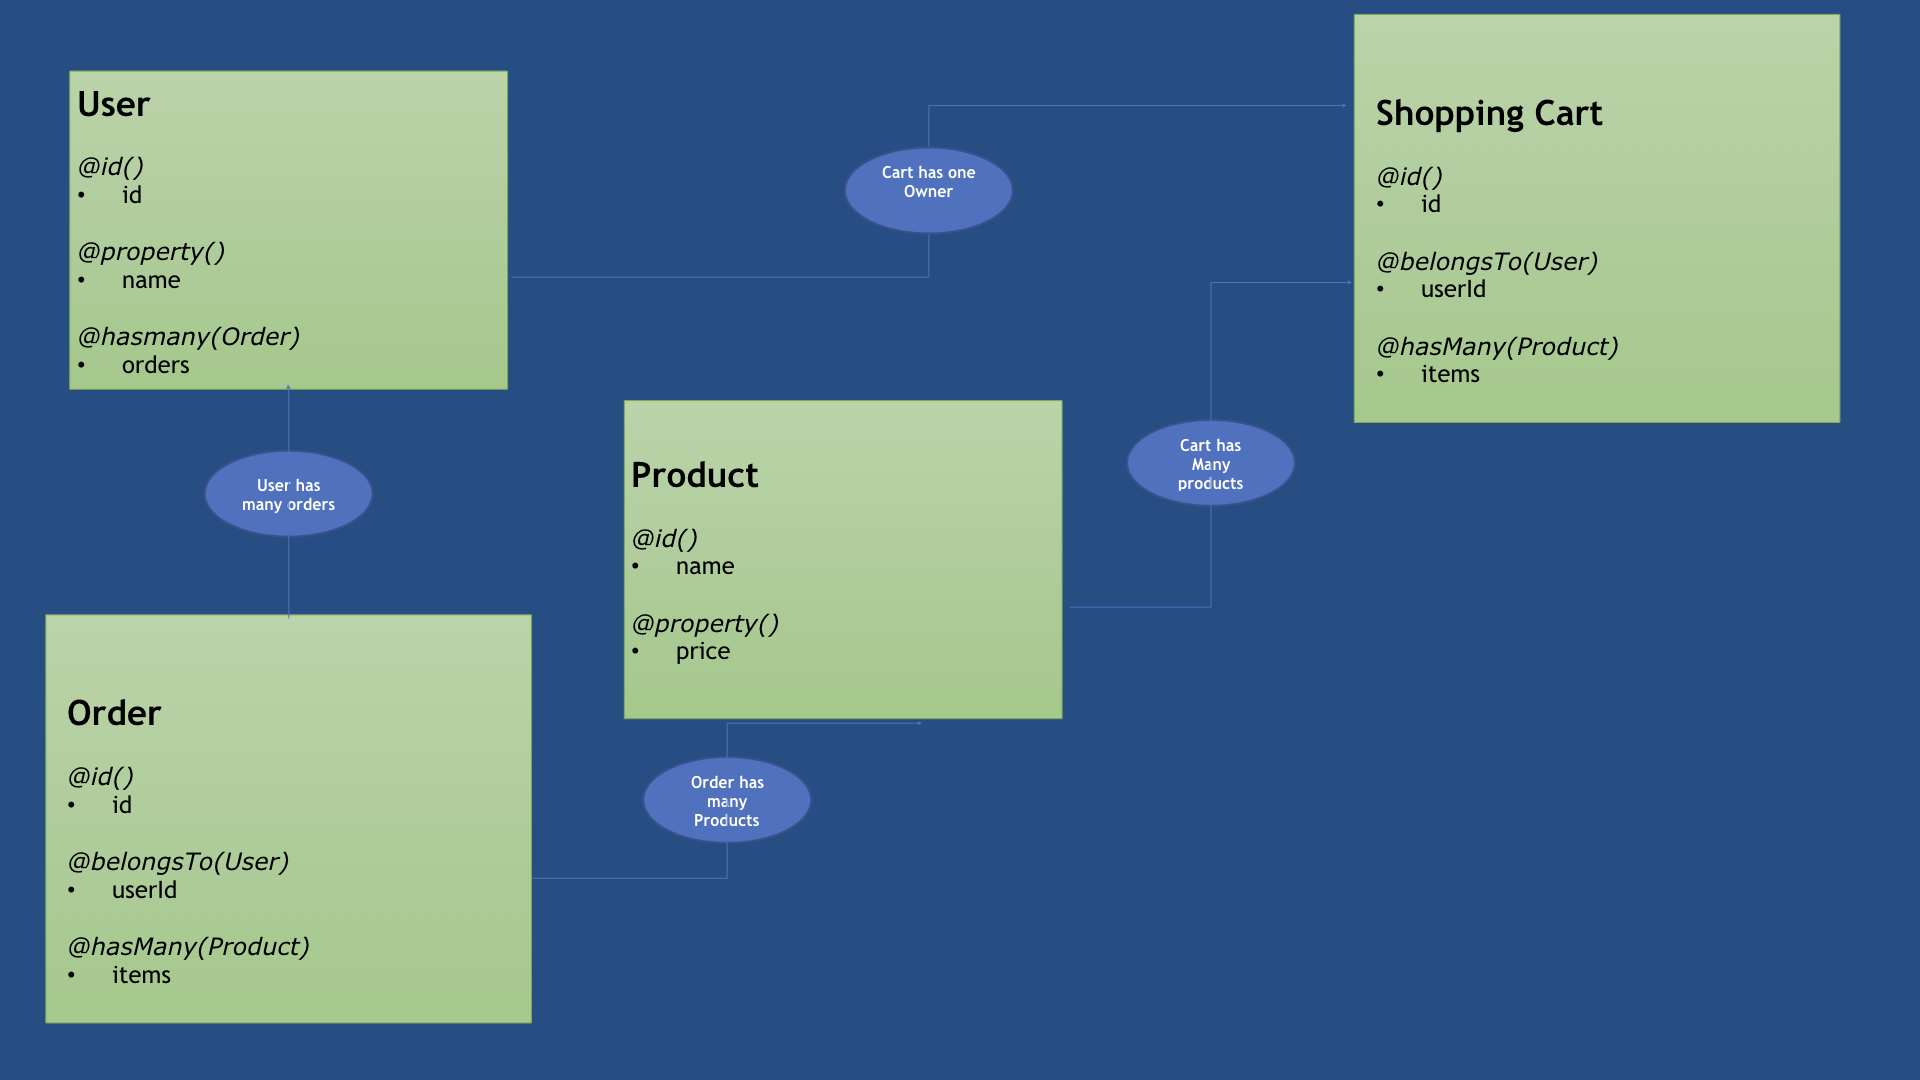 User
@id()
• id
@property()
• name
@hasmany(Order)
• orders
Cart has one
Owner
Shopping Cart
@id()
• id
@belongsTo(User)
• userId
@hasMany(Product)
• items
User has
many orders
Product
@id()
• name
@property()
• price
Cart has
Many
products
Order
@id()
• id
@belongsTo(User)
• userId
@hasMany(Product)
• items
Order has
many
Products